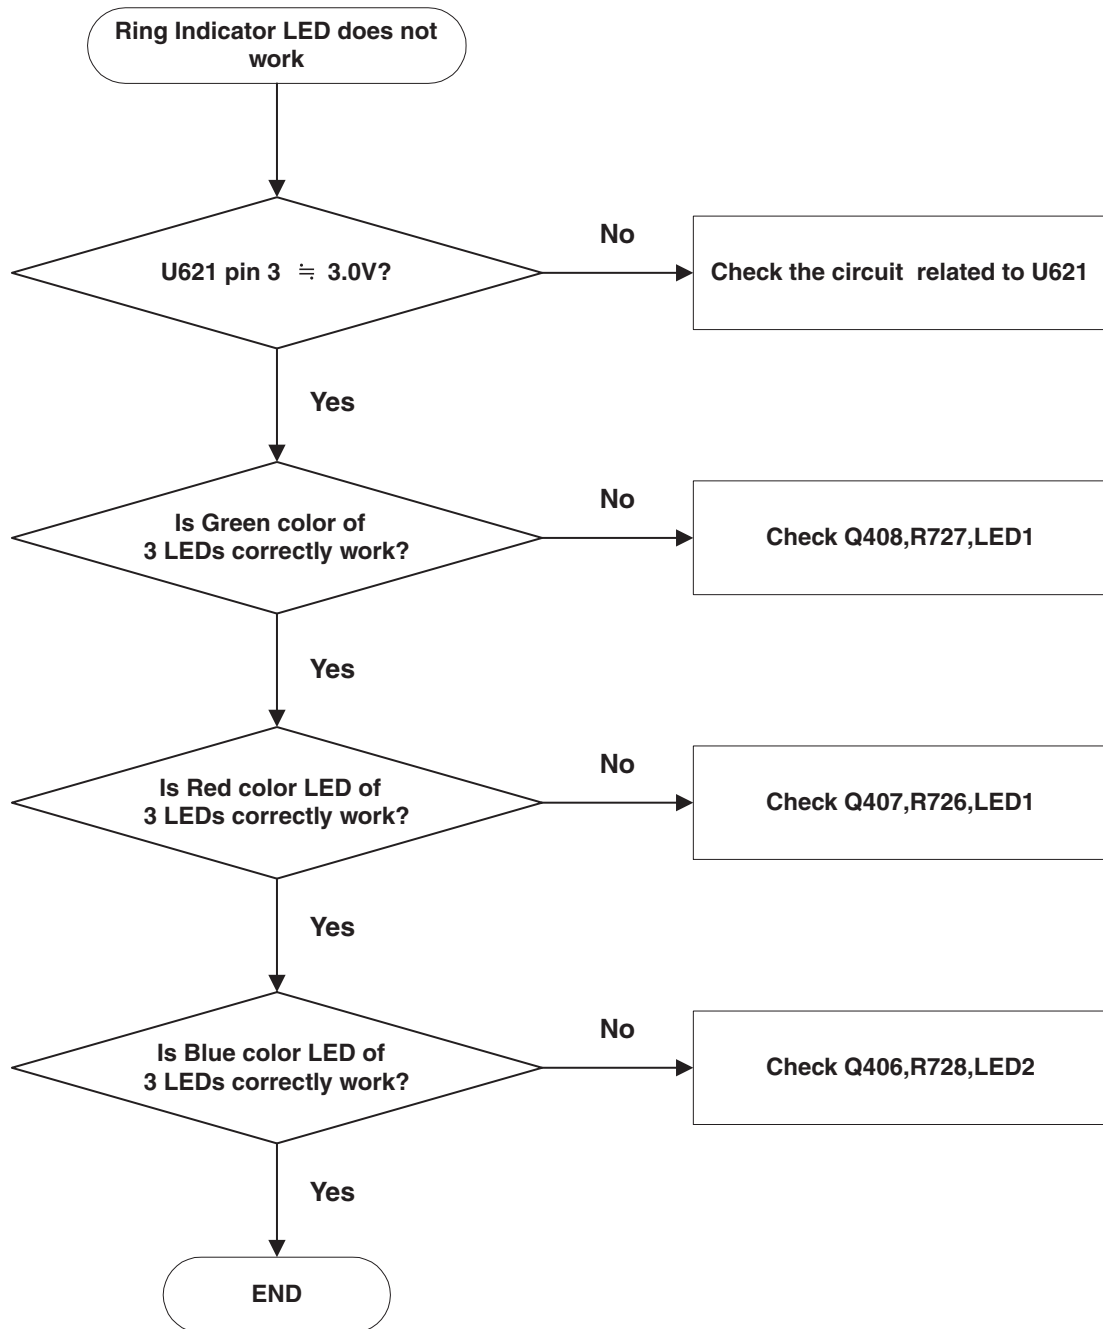 Ring Indicator LED does not
work
U621 pin 3 ≒ 3.0V?
No
Check the circuit related to U621
Yes
Is Green color of
3 LEDs correctly work?
No
Check Q408,R727,LED1
Yes
Is Red color LED of
3 LEDs correctly work?
No
Check Q407,R726,LED1
Yes
Is Blue color LED of
3 LEDs correctly work?
No
Check Q406,R728,LED2
Yes
END